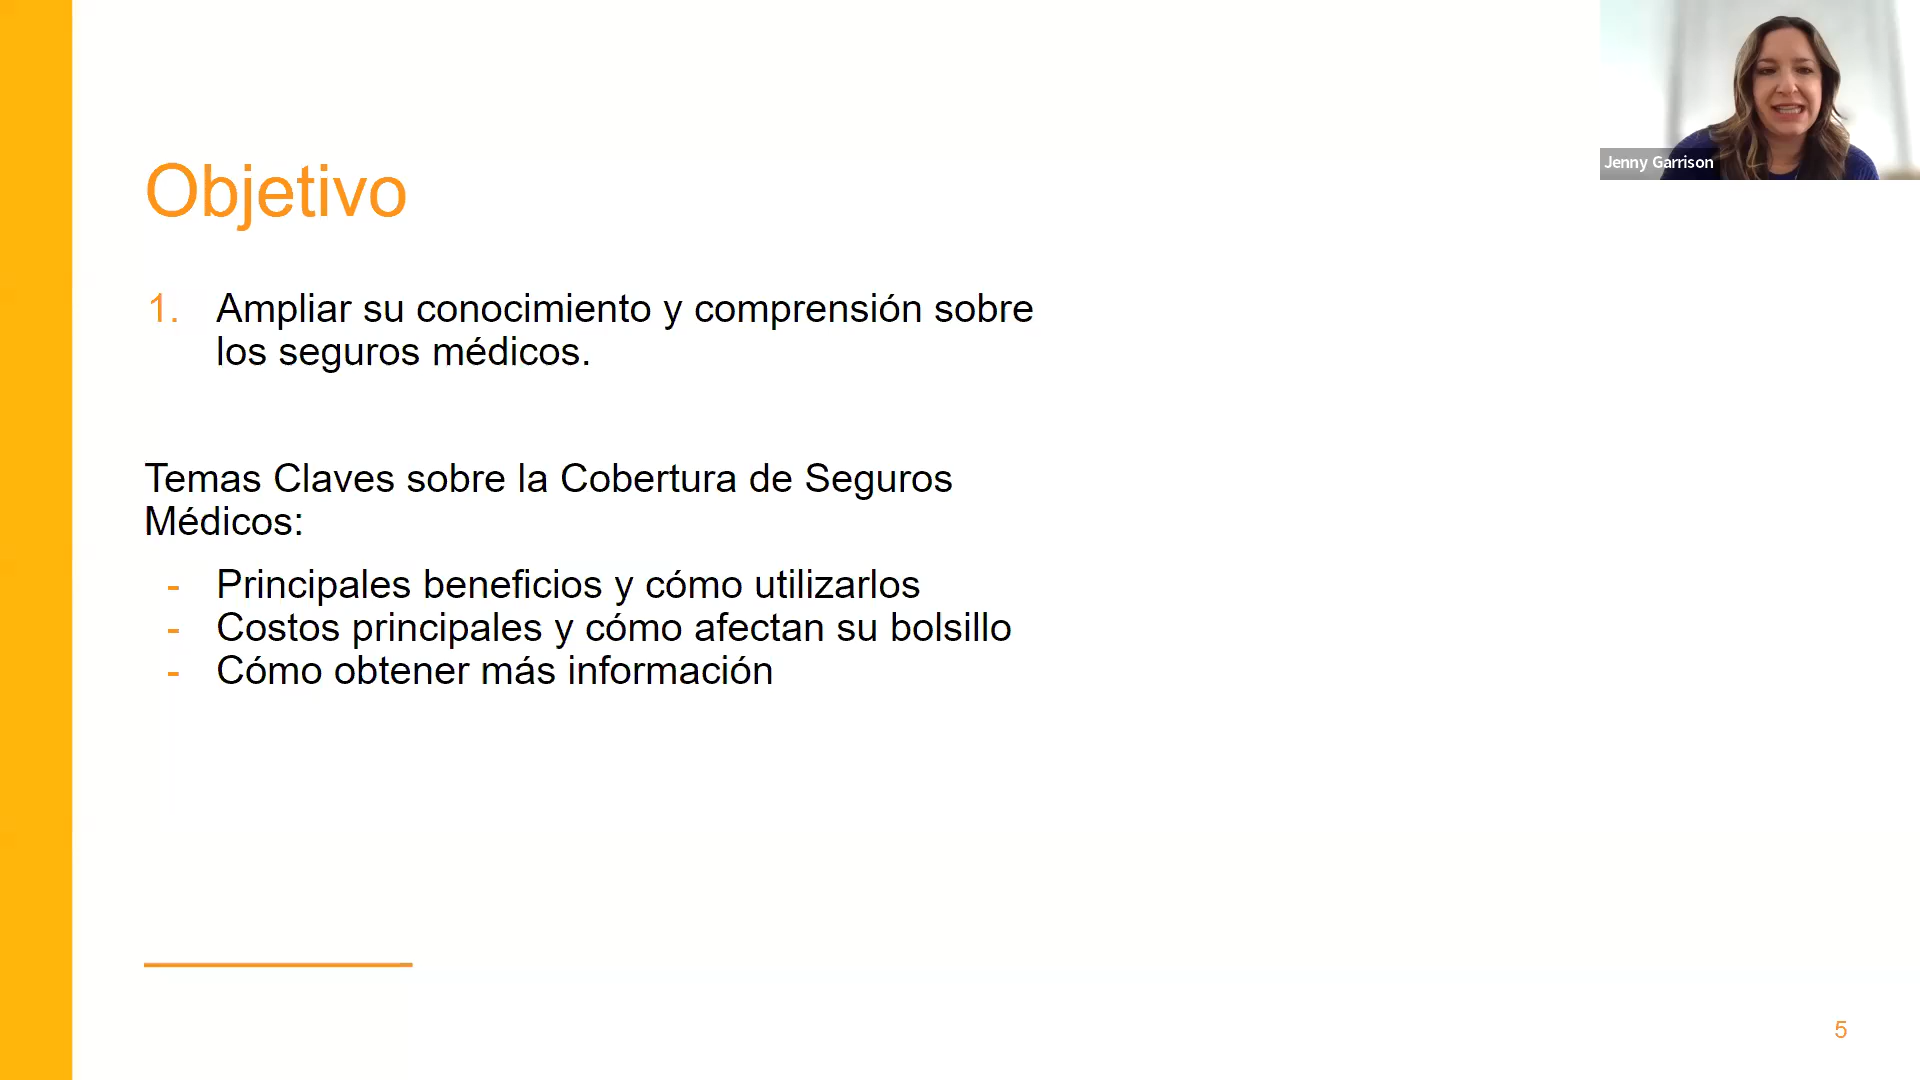 Jenny Garrison
Objetivo
1. Ampliar su conocimiento y comprensión sobre
los seguros médicos.
Temas Claves sobre la Cobertura de Seguros
Médicos:
- Principales beneficios y cómo utilizarlos
- Costos principales y cómo afectan su bolsillo
- Cómo obtener más información
5